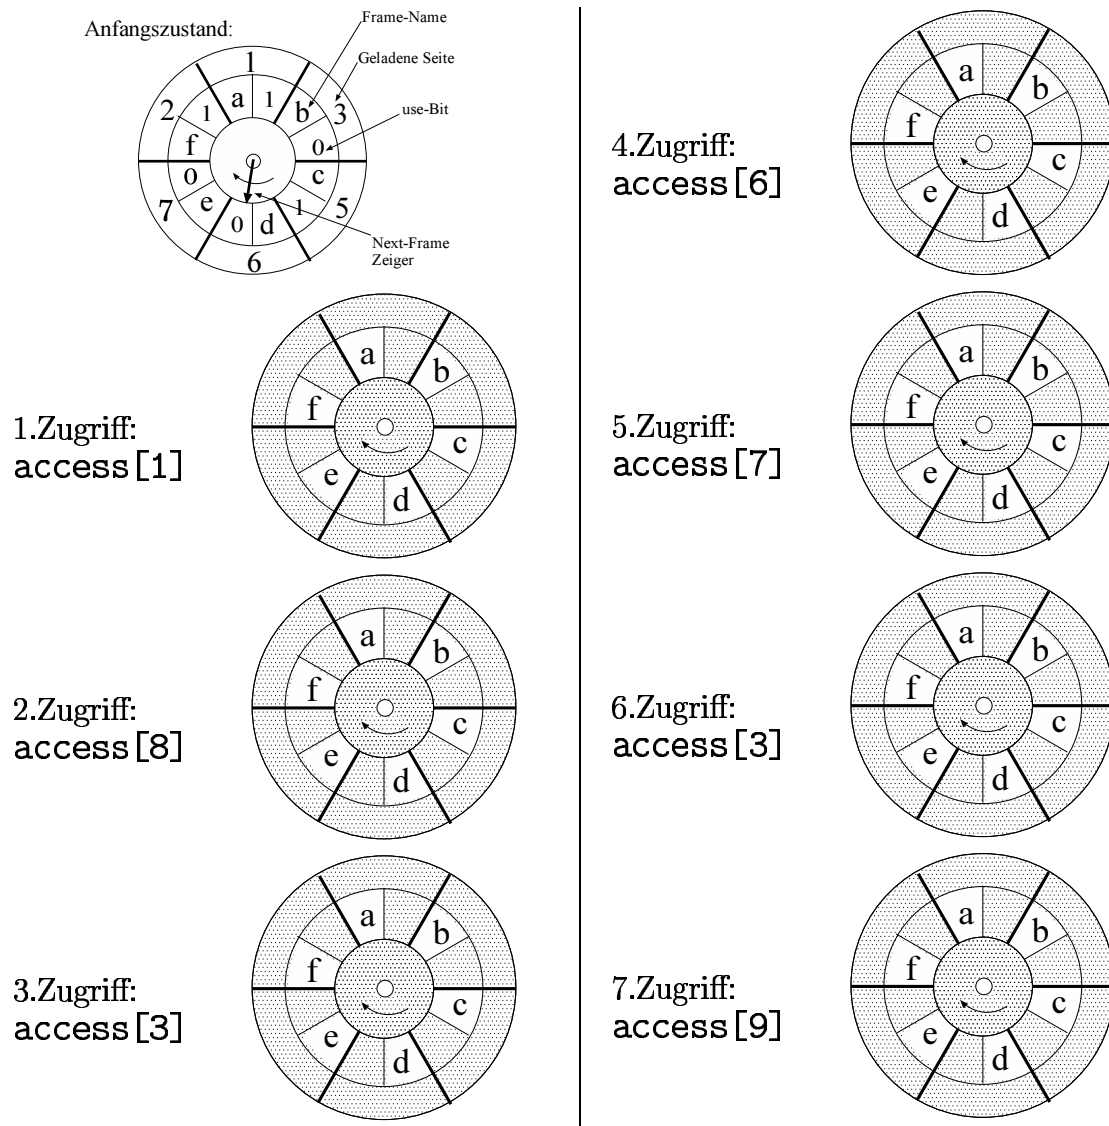 Anfangszustand:
Frame-Name
Geladene Seite
use-Bit
Next-Frame
Zeiger
1
2
3
5
6
7
1 a 1 b
f 0
0 c
e 0 d 1
1.Zugriff:
access[1]
a
b
f
c
e
d
2.Zugriff:
access[8]
a
b
f
c
e
d
3.Zugriff:
access[3]
a
b
f
c
e
d
4.Zugriff:
access[6]
a
b
f
c
e
d
5.Zugriff:
access[7]
a
b
f
c
e
d
6.Zugriff:
access[3]
a
b
f
c
e
d
7.Zugriff:
access[9]
a
b
f
c
e
d